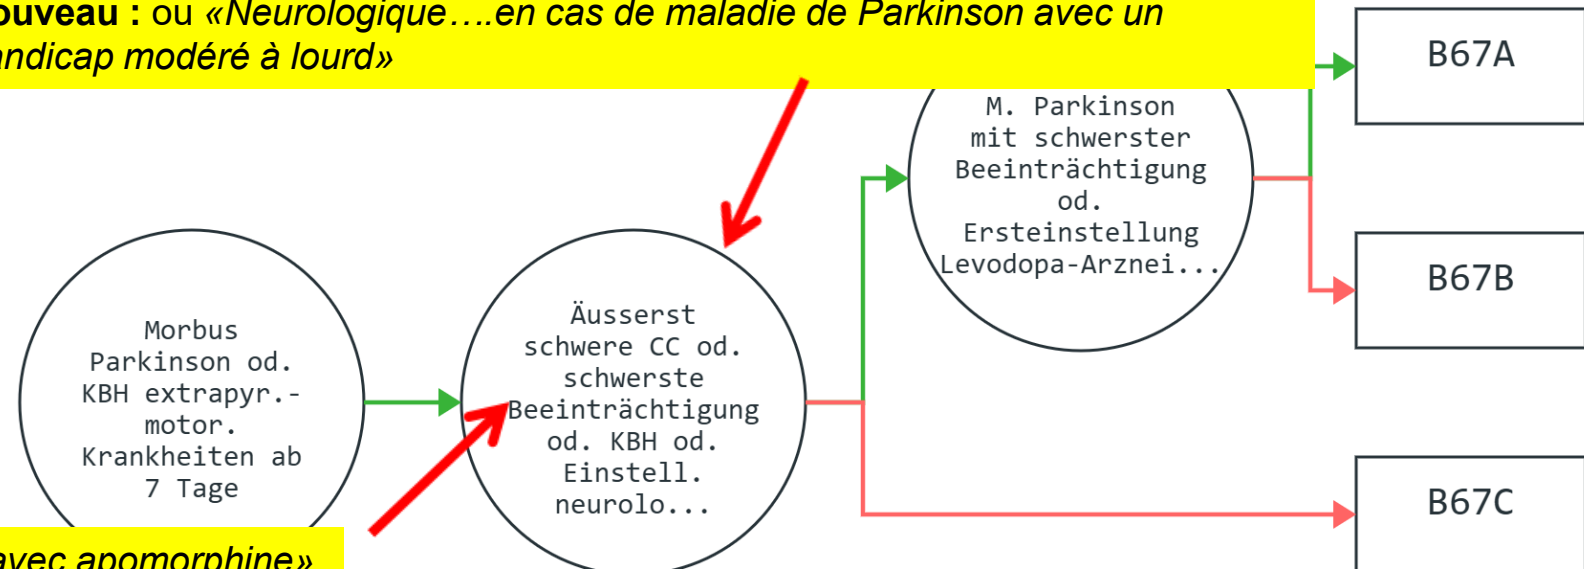 ouveau : ou «Neurologique….en cas de maladie de Parkinson avec un
andicap modéré à lourd»
B67A
M. Parkinson
mit schwerster
Beeinträchtigung
od.
Ersteinstellung
Levodopa-Arznei...
B67B
Morbus
Parkinson od.
KBH extrapyr.-
motor.
Krankheiten ab
7 Tage
Äusserst
schwere CC od.
schwerste
Beeinträchtigung
od. KBH od.
Einstell.
neurolo...
B67C
avec apomorphine»